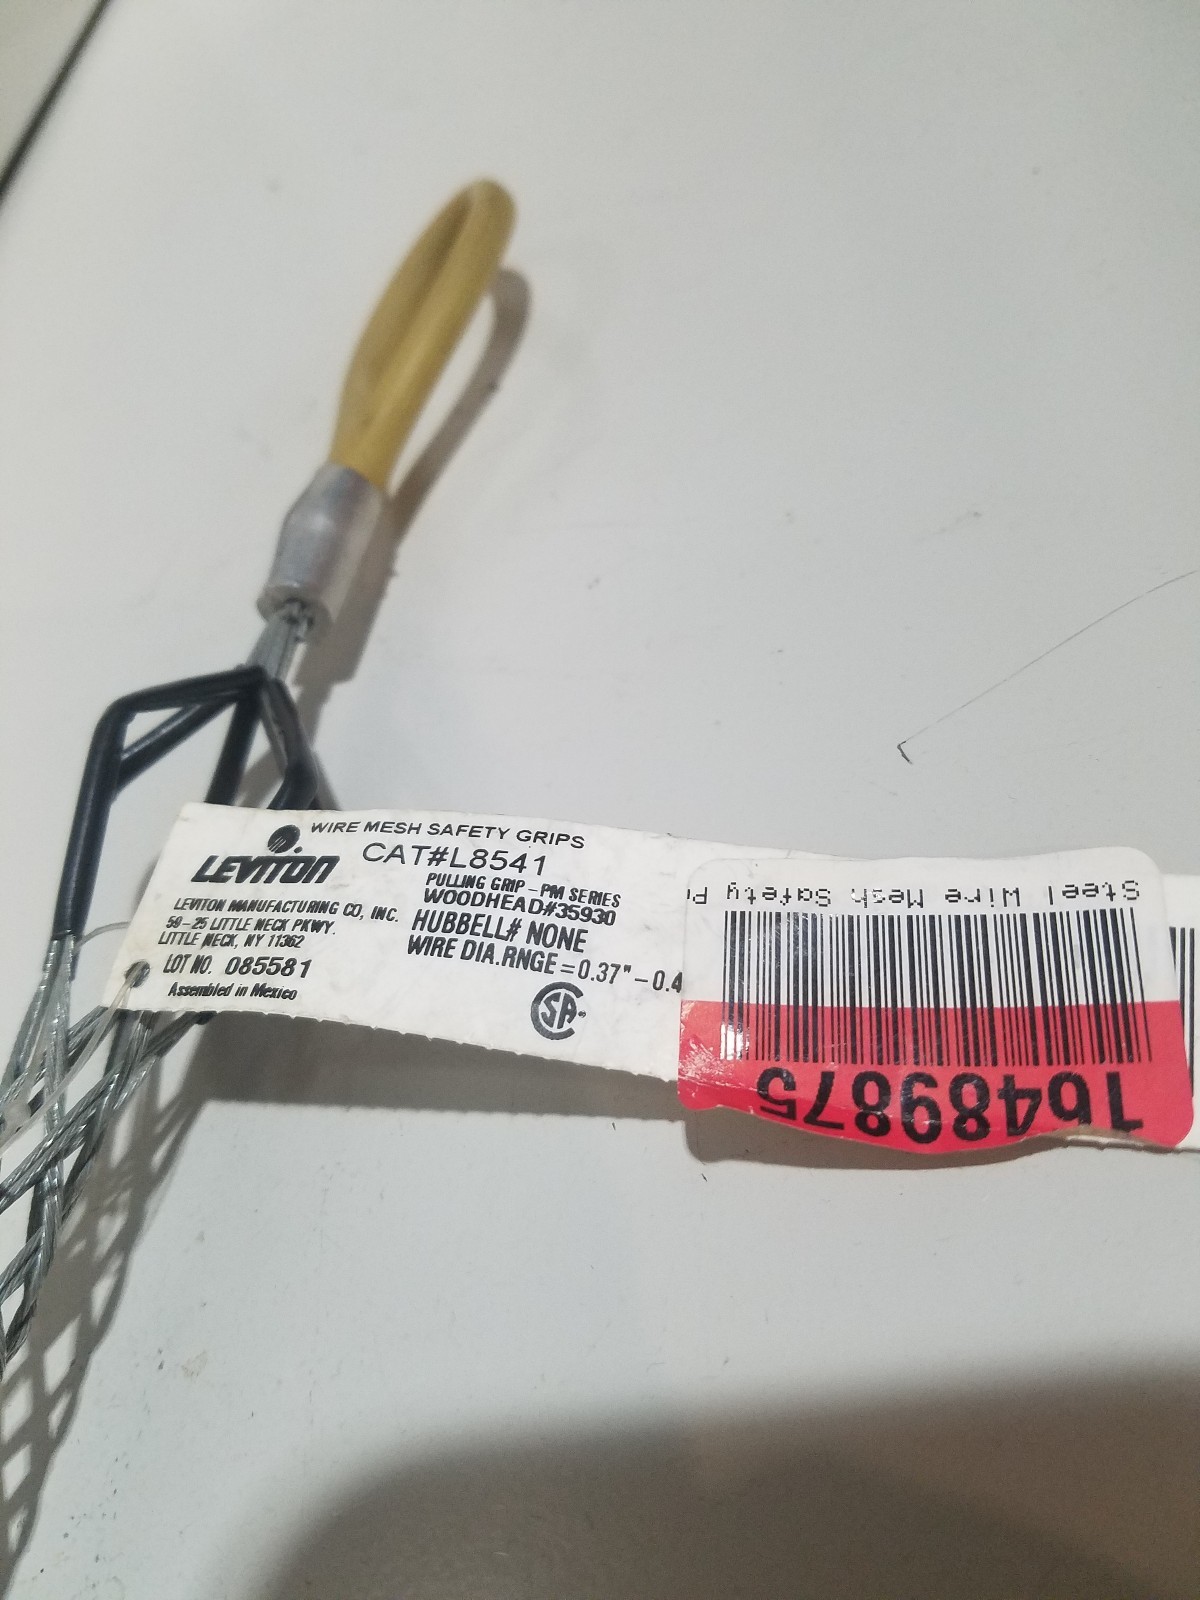 WIRE MESH SAFETY GRIPS
LEVITON
CAT#L8541
PULLING GRIP-PM SERIES
WOODHEAD#35930
LEVITON MANUFACTURING CO, INC.
59-25 LITTLE NECK PKWY.
LITTLE NECK, NY 11362
HUBBELL# NONE
WIRE DIA.RNGE=0.37"-0.4
LOT NO. 085581
Assembled in Mexico
SA
Steel Wire Mesh Safety P
16489875